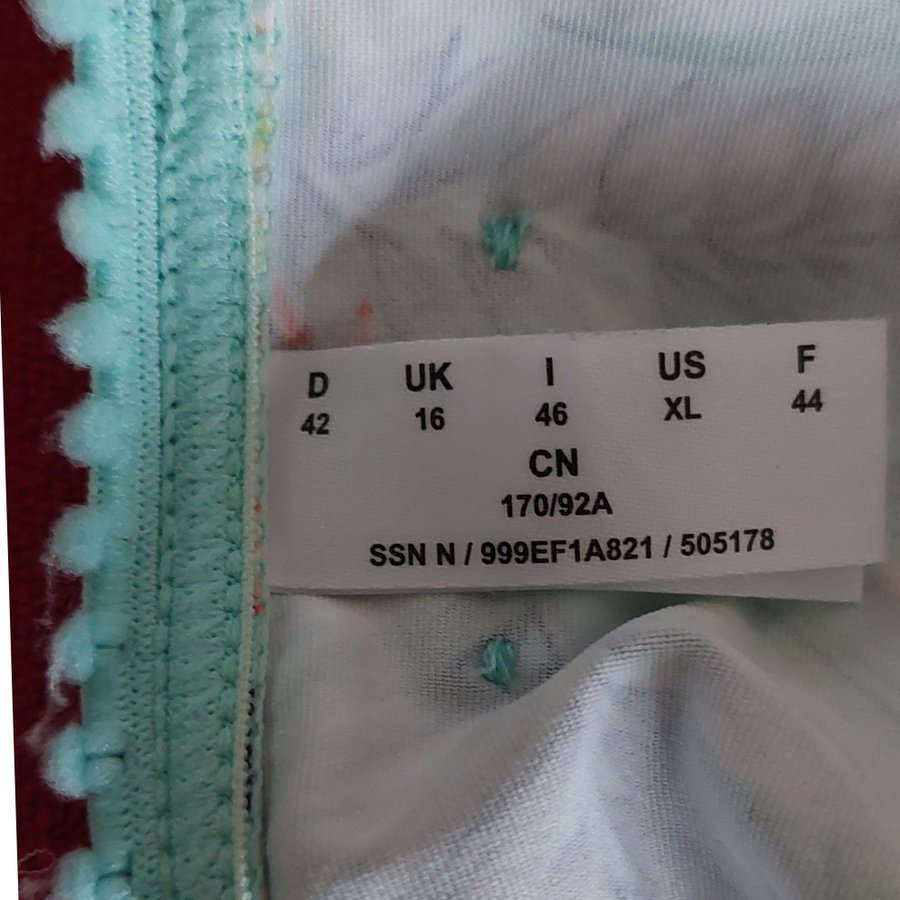 D UK I US F
42 16 46 XL 44
CN
170/92A
SSN N / 999EF1A821 / 505178